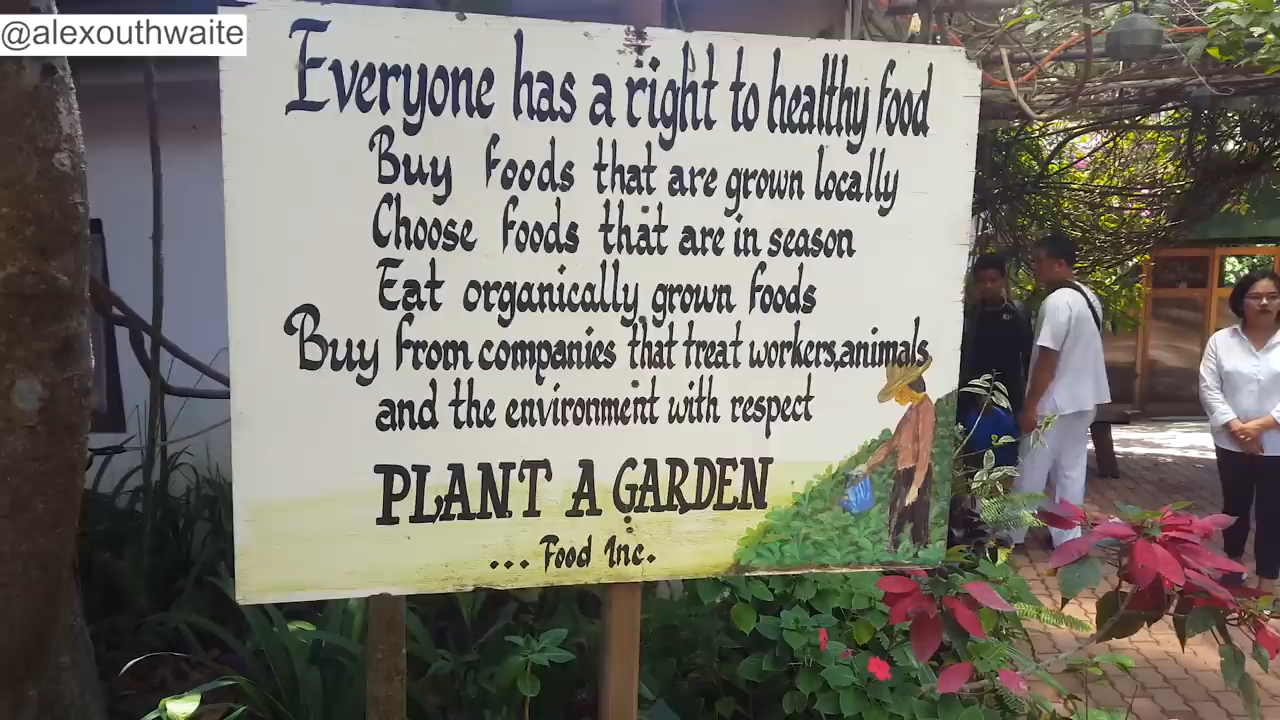 @alexouthwaite
Everyone has a right to healthy food
Buy foods that are grown locally
Choose foods that are in season
Eat organically grown foods
Buy from companies that treat workers,animals
and the environment with respect
PLANT A GARDEN
... Food Inc.